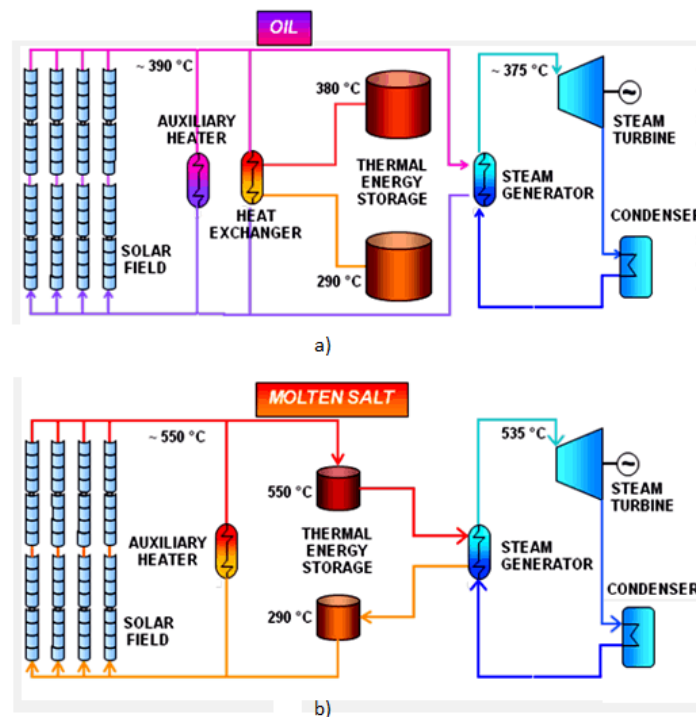 OIL
~ 390 °C
380 °C
~ 375 °C
AUXILIARY
HEATER
STEAM
TURBINE
THERMAL
ENERGY
STORAGE
STEAM
GENERATOR
HEAT
EXCHANGER
CONDENSER
SOLAR
FIELD
290 °C
a)
MOLTEN SALT
~ 550 °C
535 °C
550 °C
STEAM
TURBINE
AUXILIARY
HEATER
THERMAL
ENERGY
STORAGE
STEAM
GENERATOR
CONDENSER
SOLAR
FIELD
290 °C
b)